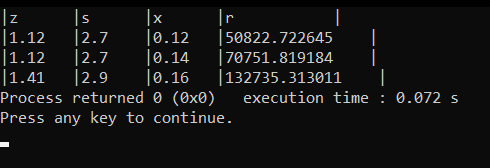 |z      |s      |x      |r              |
|1.12   |2.7    |0.12   |50822.722645     |
|1.12   |2.7    |0.14   |70751.819184     |
|1.41   |2.9    |0.16   |132735.313011     |
Process returned 0 (0x0)   execution time : 0.072 s
Press any key to continue.